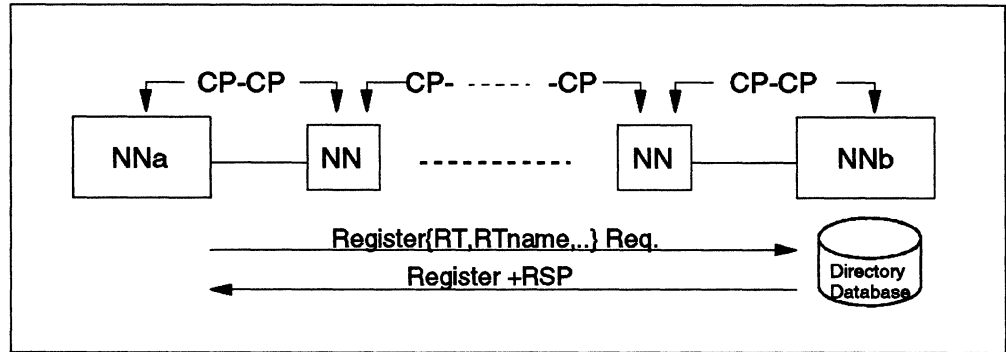 CP-CP CP- ----- -CP CP-CP
NNa NN NN NNb
Register{RT,RTname,..} Req.
Register +RSP
Directory
Database